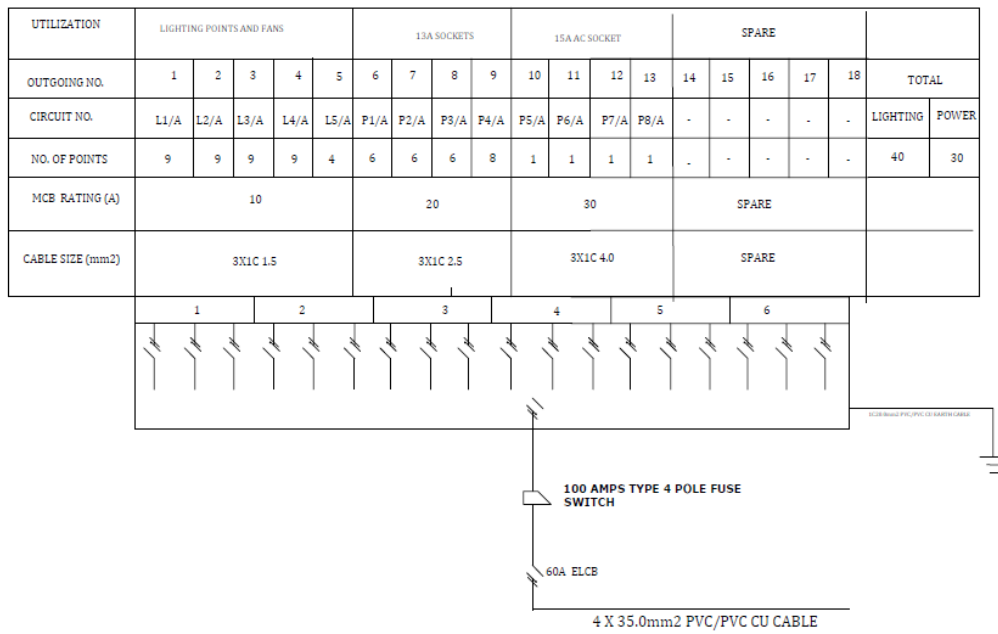 UTILIZATION LIGHTING POINTS AND FANS 13A SOCKETS 15A AC SOCKET SPARE
OUTGOING NO. 1 2 3 4 5 6 7 8 9 10 11 12 13 14 15 16 17 18 TOTAL
CIRCUIT NO. L1/A L2/A L3/A L4/A L5/A P1/A P2/A P3/A P4/A P5/A P6/A P7/A P8/A - - - - - LIGHTING POWER
NO. OF POINTS 9 9 9 9 4 6 6 6 8 1 1 1 1 - - - - - 40 30
MCB RATING (A) 10 20 30 SPARE
CABLE SIZE (mm2) 3X1C 1.5 3X1C 2.5 3X1C 4.0 SPARE
1 2 3 4 5 6
PVC/PVC CU EARTH CABLE
100 AMPS TYPE 4 POLE FUSE
SWITCH
60A ELCB
4 X 35.0mm2 PVC/PVC CU CABLE